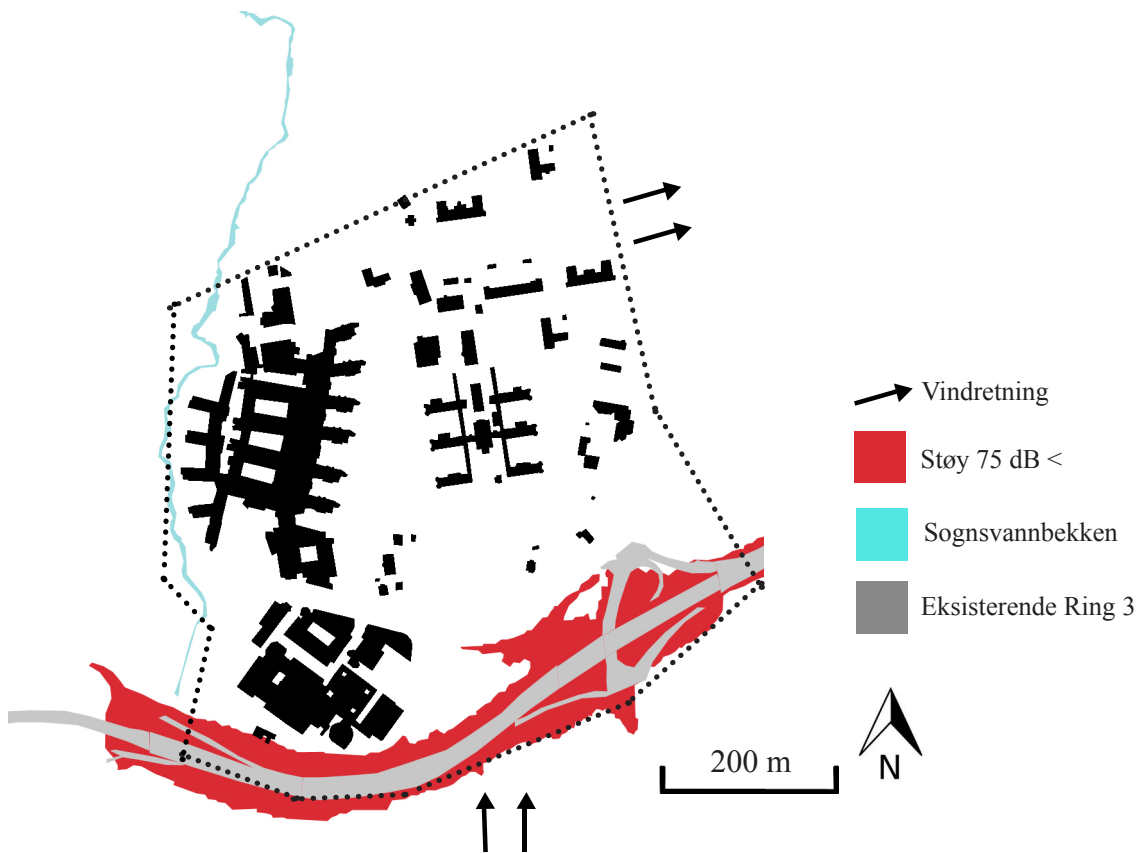 Vindretning
Støy 75 dB <
Sognsvannbekken
Eksisterende Ring 3
200 m
N